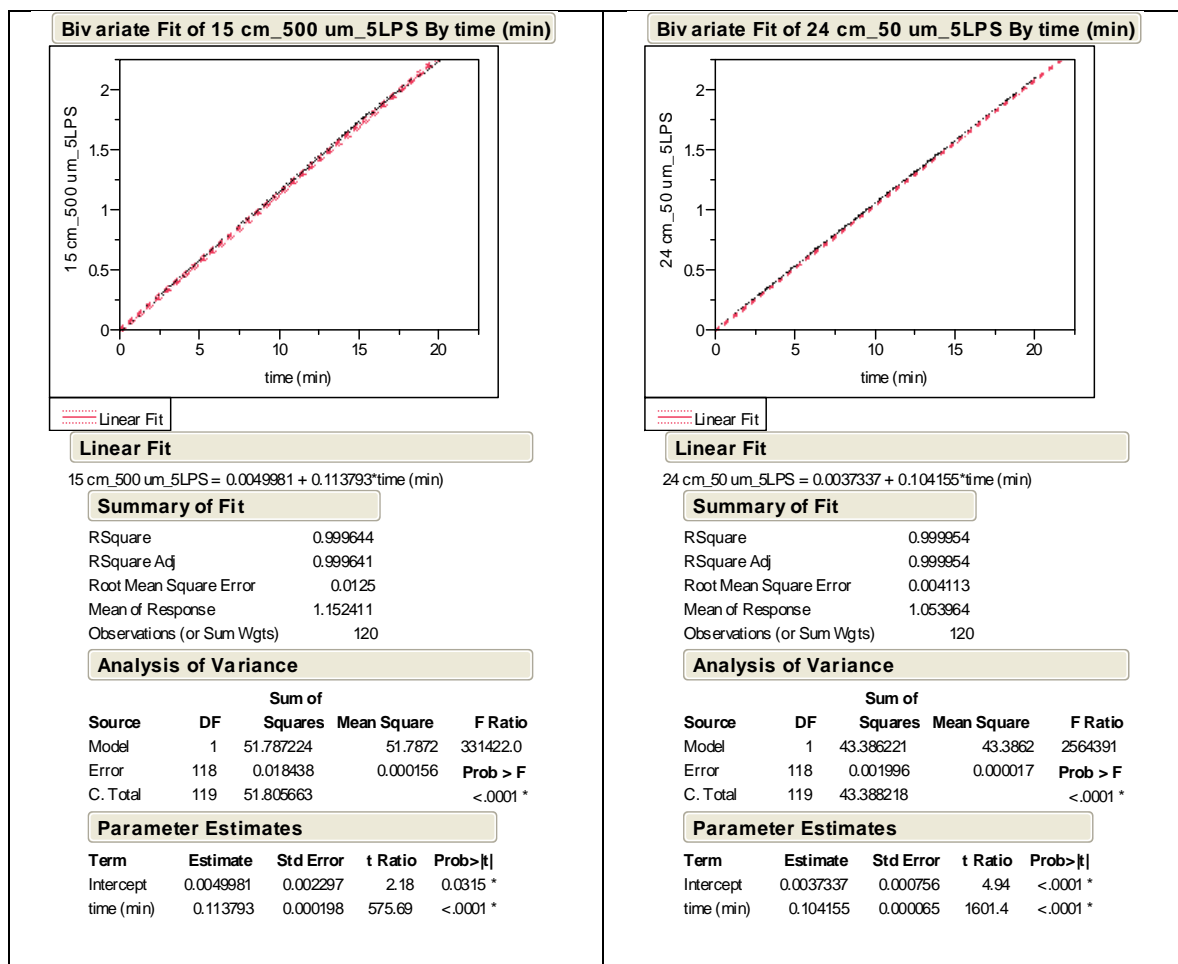 Bivariate Fit of 15 cm_500 um_5LPS By time (min)
15 cm_500 um_5LPS
2
1.5
1
0.5
0
0 5 10 15 20
time (min)
Linear Fit
Linear Fit
15 cm_500 um_5LPS = 0.0049981 + 0.113793*time (min)
Summary of Fit
RSquare 0.999644
RSquare Adj 0.999641
Root Mean Square Error 0.0125
Mean of Response 1.152411
Observations (or Sum Wgts) 120
Analysis of Variance
Sum of
Source DF Squares Mean Square F Ratio
Model 1 51.787224 51.7872 331422.0
Error 118 0.018438 0.000156 Prob > F
C. Total 119 51.805663 <.0001 *
Parameter Estimates
Term Estimate Std Error t Ratio Prob>|t|
Intercept 0.0049981 0.002297 2.18 0.0315 *
time (min) 0.113793 0.000198 575.69 <.0001 *
Bivariate Fit of 24 cm_50 um_5LPS By time (min)
24 cm_50 um_5LPS
2
1.5
1
0.5
0
0 5 10 15 20
time (min)
Linear Fit
Linear Fit
24 cm_50 um_5LPS = 0.0037337 + 0.104155*time (min)
Summary of Fit
RSquare 0.999954
RSquare Adj 0.999954
Root Mean Square Error 0.004113
Mean of Response 1.053964
Observations (or Sum Wgts) 120
Analysis of Variance
Sum of
Source DF Squares Mean Square F Ratio
Model 1 43.386221 43.3862 2564391
Error 118 0.001996 0.000017 Prob > F
C. Total 119 43.388218 <.0001 *
Parameter Estimates
Term Estimate Std Error t Ratio Prob>|t|
Intercept 0.0037337 0.000756 4.94 <.0001 *
time (min) 0.104155 0.000065 1601.4 <.0001 *